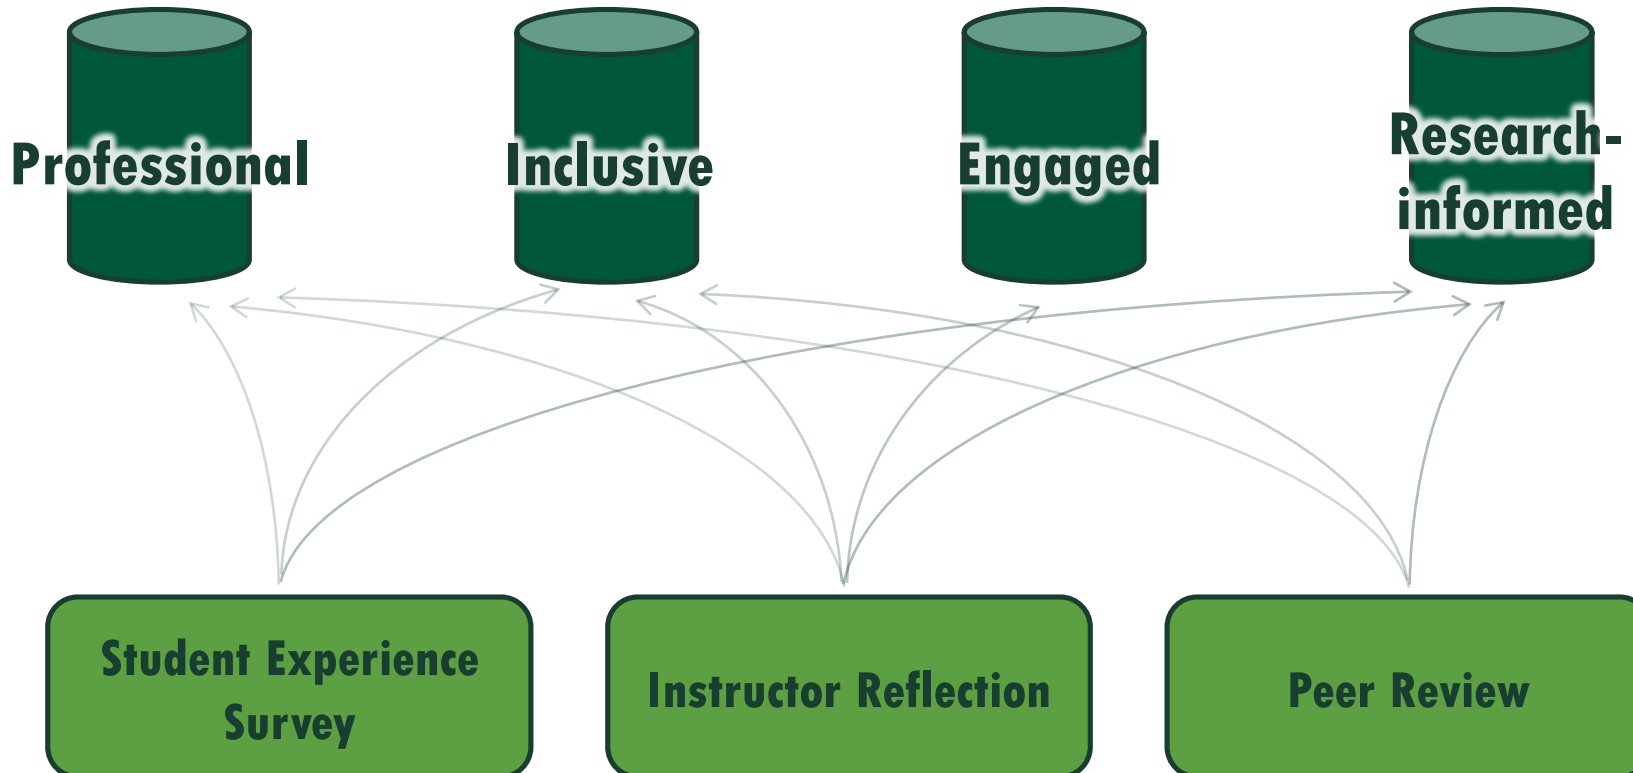 Professional
Inclusive
Engaged
Research-
informed
Student Experience
Survey
Instructor Reflection
Peer Review